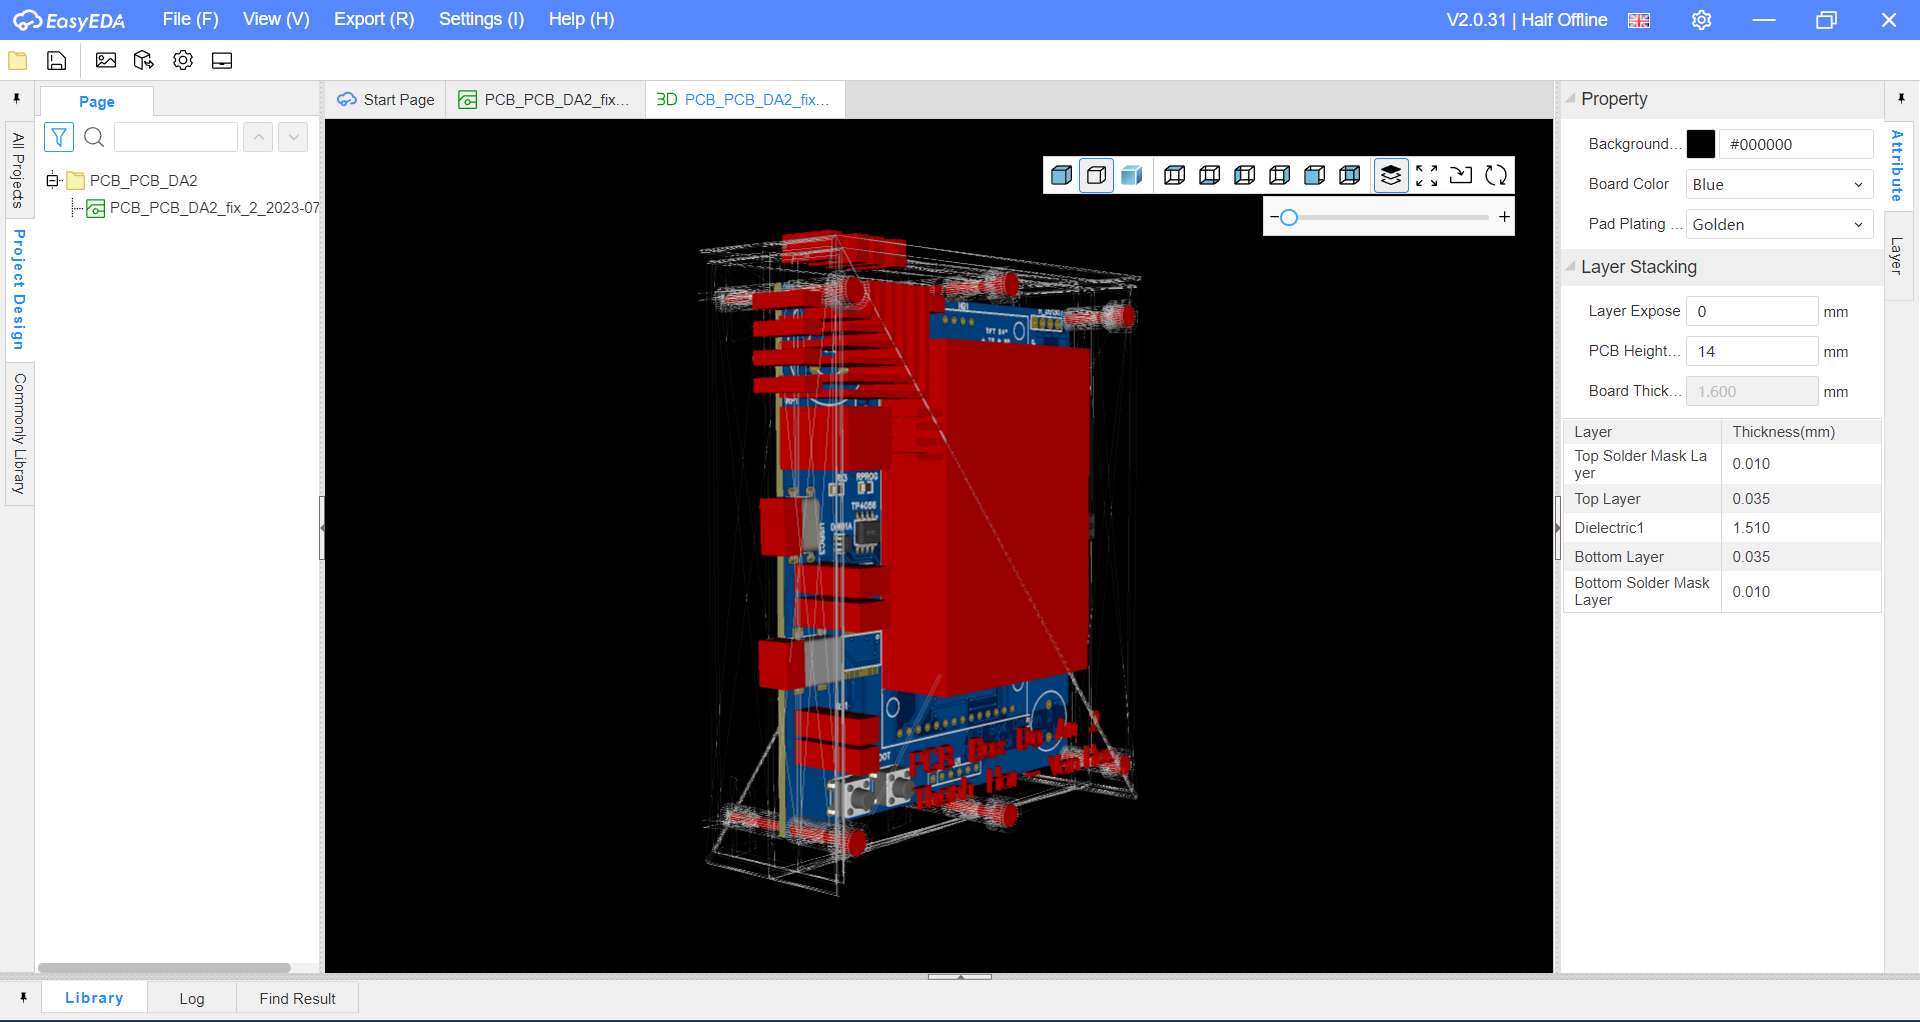 EasyEDA File (F) View (V) Export (R) Settings (I) Help (H) V2.0.31 | Half Offline
Page
Start Page
PCB_PCB_DA2_fix...
3D PCB_PCB_DA2_fix...
All Projects
Project Design
Commonly Library
PCB_PCB_DA2
PCB_PCB_DA2_fix_2_2023-07
RPROG
TP4056
Property
Background... #000000
Board Color Blue
Pad Plating ... Golden
Layer Stacking
Layer Expose 0 mm
PCB Height... 14 mm
Board Thick... 1.600 mm
Layer Thickness(mm)
Top Solder Mask La
yer 0.010
Top Layer 0.035
Dielectric1 1.510
Bottom Layer 0.035
Bottom Solder Mask
Layer 0.010
Attribute
Layer
Library Log Find Result